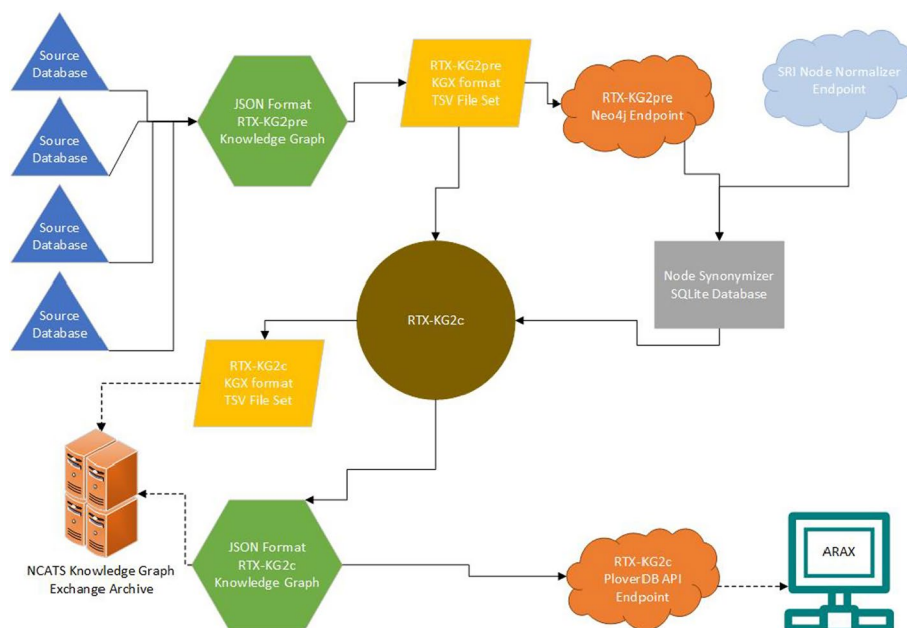 Source
Database
Source
Database
Source
Database
Source
Database
JSON Format
RTX-KG2pre
Knowledge Graph
RTX-KG2pre
KGX format
TSV File Set
RTX-KG2pre
Neo4j Endpoint
SRI Node Normalizer
Endpoint
Node Synonymizer
SQLite Database
RTX-KG2c
RTX-KG2c
KGX format
TSV File Set
NCATS Knowledge Graph
Exchange Archive
JSON Format
RTX-KG2c
Knowledge Graph
RTX-KG2c
PloverDB API
Endpoint
ARAX